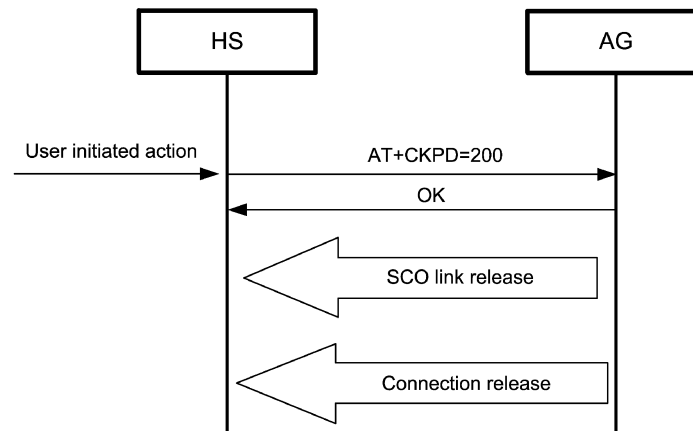 HS
AG
User initiated action
AT+CKPD=200
OK
SCO link release
Connection release